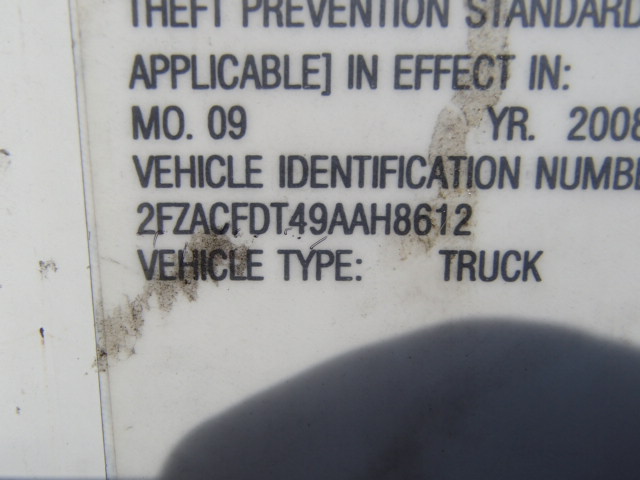 THEFT PREVENTION STANDARD
APPLICABLE] IN EFFECT IN:
MO. 09 YR. 2008
VEHICLE IDENTIFICATION NUMBE
2FZACFDT49AAH8612
VEHICLE TYPE: TRUCK